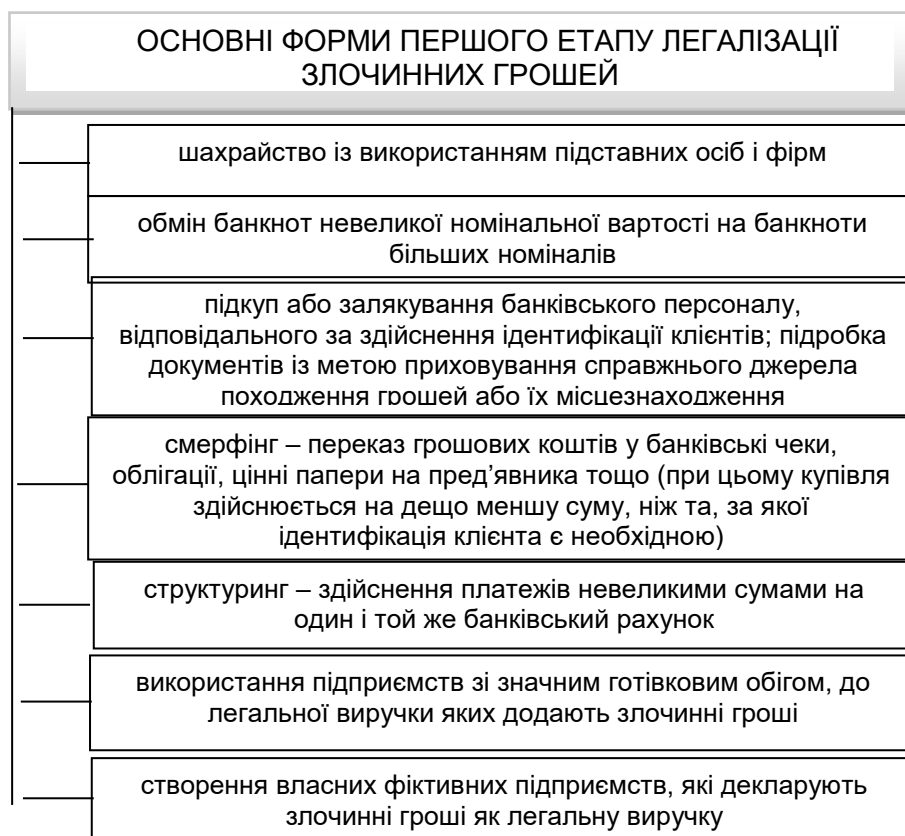 ОСНОВНІ ФОРМИ ПЕРШОГО ЕТАПУ ЛЕГАЛІЗАЦІЇ
ЗЛОЧИННИХ ГРОШЕЙ
шахрайство із використанням підставних осіб і фірм
обмін банкнот невеликої номінальної вартості на банкноти
більших номіналів
підкуп або залякування банківського персоналу,
відповідального за здійснення ідентифікації клієнтів; підробка
документів із метою приховування справжнього джерела
походження грошей або їх місцезнаходження
смерфінг – переказ грошових коштів у банківські чеки,
облігації, цінні папери на пред’явника тощо (при цьому купівля
здійснюється на дещо меншу суму, ніж та, за якої
ідентифікація клієнта є необхідною)
структуринг – здійснення платежів невеликими сумами на
один і той же банківський рахунок
використання підприємств зі значним готівковим обігом, до
легальної виручки яких додають злочинні гроші
створення власних фіктивних підприємств, які декларують
злочинні гроші як легальну виручку